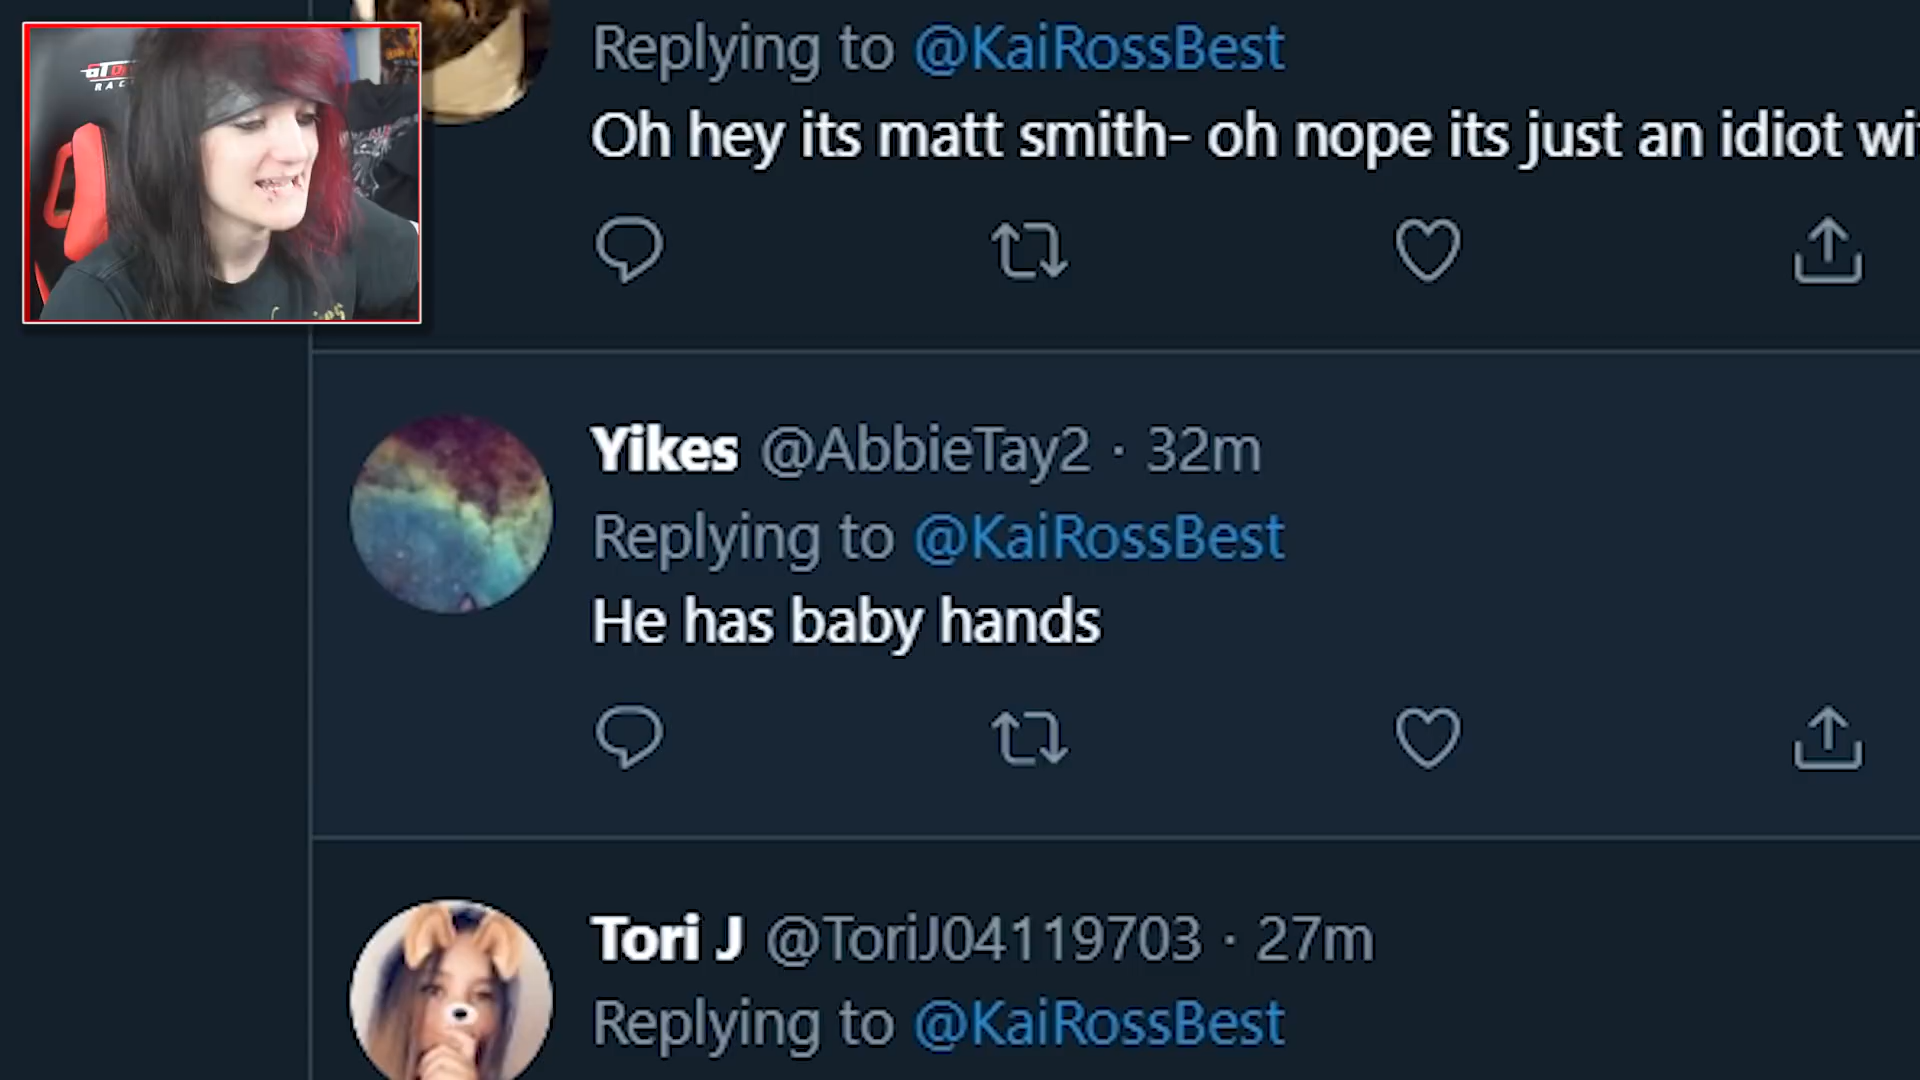 Replying to @KaiRossBest
Oh hey its matt smith- oh nope its just an idiot
Yikes @AbbieTay2 · 32m
Replying to @KaiRossBest
He has baby hands
Tori J @ToriJ04119703 · 27m
Replying to @KaiRossBest